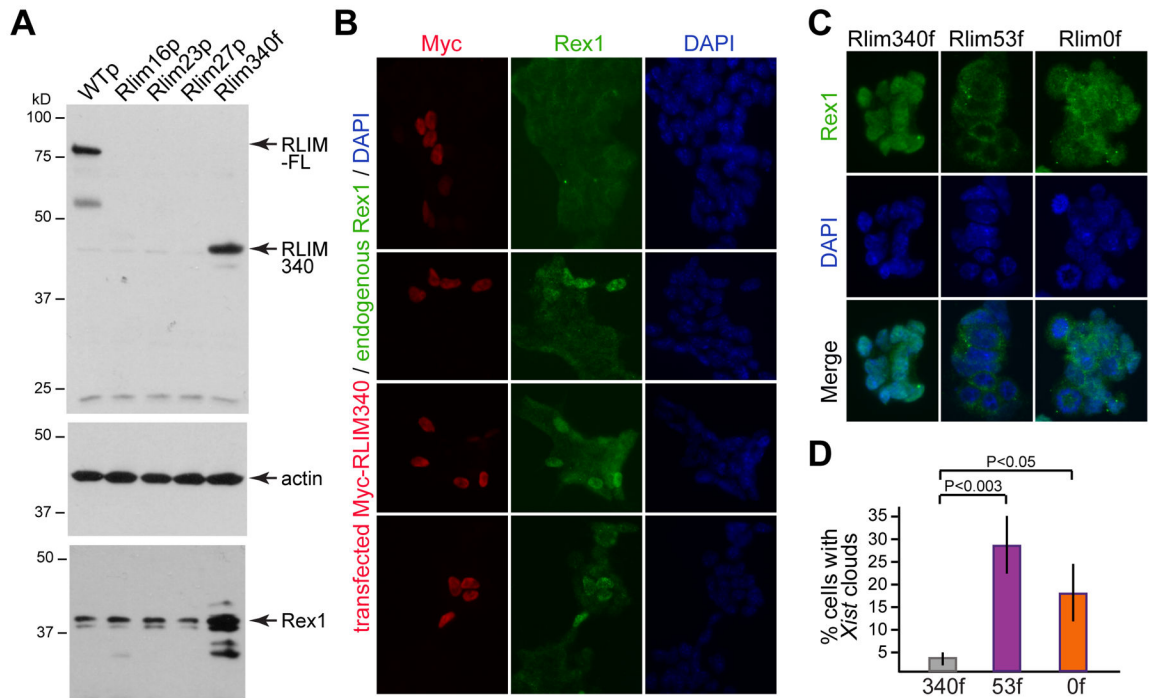 A
WTp
Rlim16p
Rlim23p
Rlim27p
Rlim340f
kD
100
75
50
37
25
RLIM
-FL
RLIM
340
50
37
actin
50
37
Rex1
B
Myc
Rex1
DAPI
transfected Myc-RLIM340 / endogenous Rex1 / DAPI
C
Rlim340f
Rlim53f
Rlim0f
Rex1
DAPI
Merge
D
P<0.05
P<0.003
% cells with
Xist clouds
35
30
25
20
15
10
5
340f
53f
0f